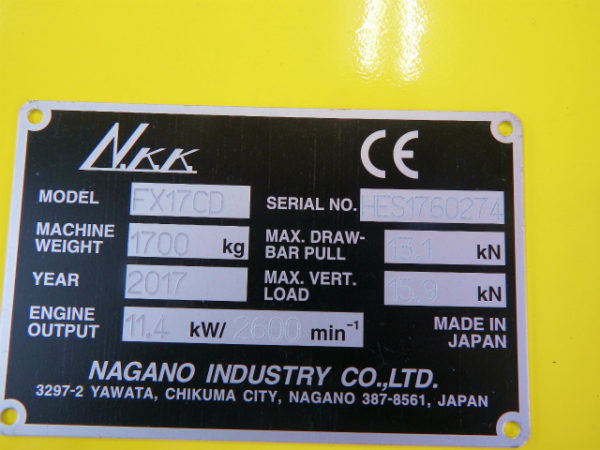 N.K.K. CE
MODEL FX17CD SERIAL NO. HES1760274
MACHINE WEIGHT 1700 kg MAX. DRAW-BAR PULL 13.1 kN
YEAR 2017 MAX. VERT. LOAD 15.9 kN
ENGINE OUTPUT 11.4 kW/ 2600 min⁻¹ MADE IN JAPAN
NAGANO INDUSTRY CO.,LTD.
3297-2 YAWATA, CHIKUMA CITY, NAGANO 387-8561, JAPAN